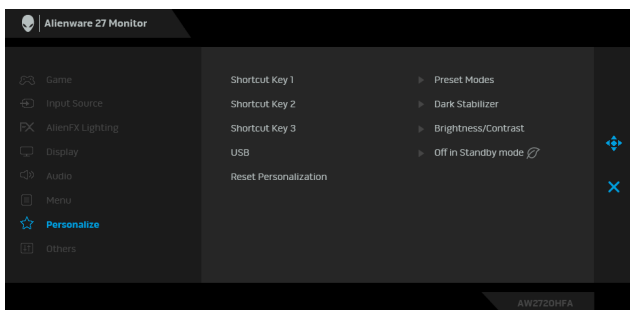 Alienware 27 Monitor
Game
Input Source
FX AlienFX Lighting
Display
Audio
Menu
Personalize
Others
Shortcut Key 1 Preset Modes
Shortcut Key 2 Dark Stabilizer
Shortcut Key 3 Brightness/Contrast
USB Off in Standby mode
Reset Personalization
AW2720HFA